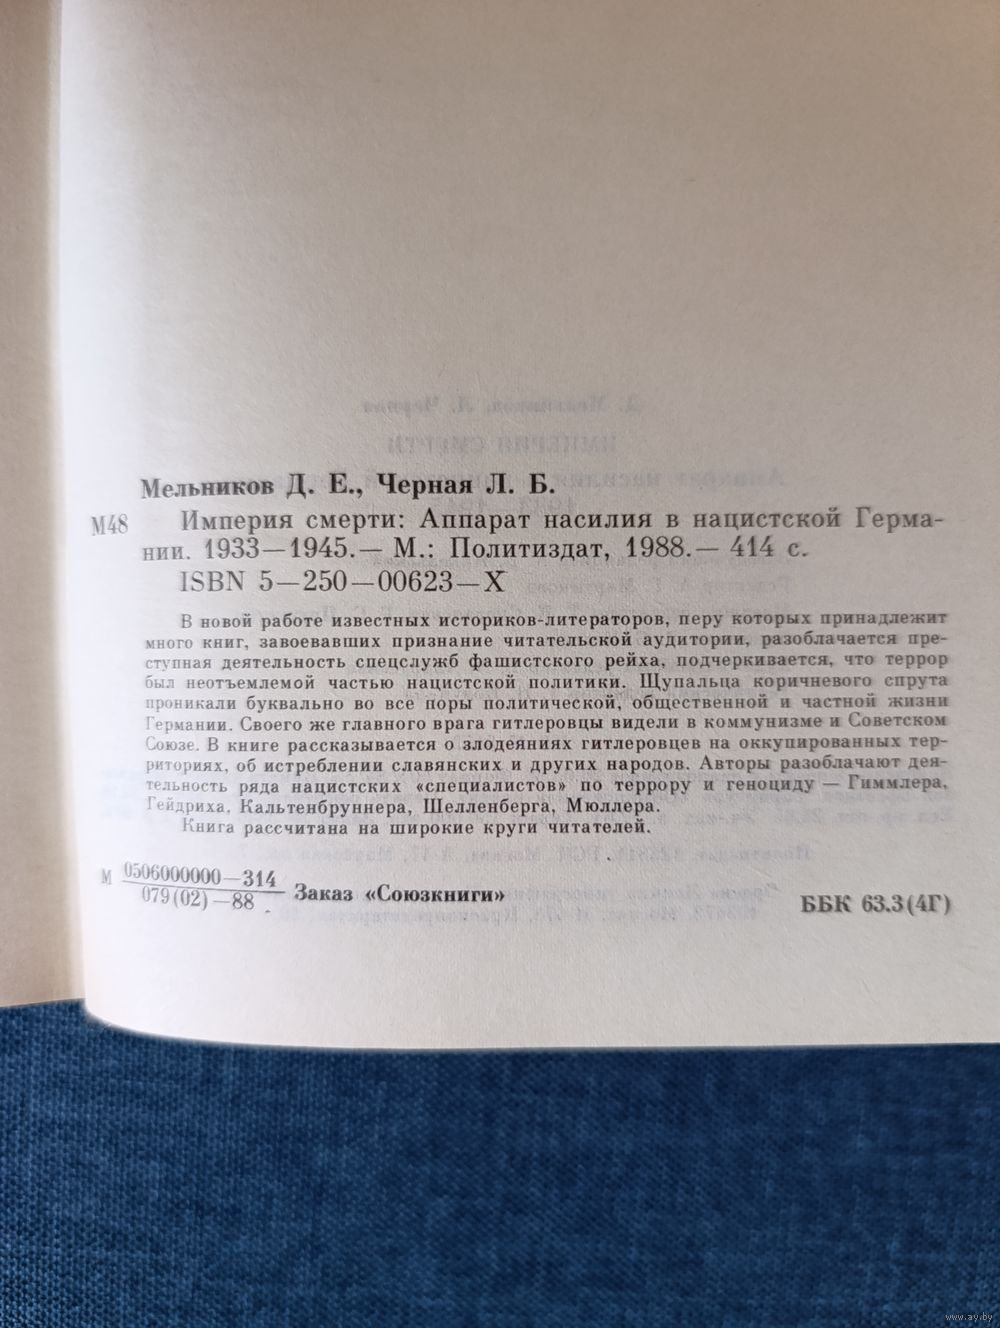 Мельников Д. Е., Черная Л. Б.
М48 Империя смерти: Аппарат насилия в нацистской Герма-
нии. 1933—1945.— М.: Политиздат, 1988.— 414 с.
ISBN 5—250—00623—X
В новой работе известных историков-литераторов, перу которых принадлежит
много книг, завоевавших признание читательской аудитории, разоблачается пре-
ступная деятельность спецслужб фашистского рейха, подчеркивается, что террор
был неотъемлемой частью нацистской политики. Щупальца коричневого спрута
проникали буквально во все поры политической, общественной и частной жизни
Германии. Своего же главного врага гитлеровцы видели в коммунизме и Советском
Союзе. В книге рассказывается о злодеяниях гитлеровцев на оккупированных тер-
риториях, об истреблении славянских и других народов. Авторы разоблачают дея-
тельность ряда нацистских «специалистов» по террору и геноциду — Гиммлера,
Гейдриха, Кальтенбруннера, Шелленберга, Мюллера.
Книга рассчитана на широкие круги читателей.
М 0506000000—314
079(02)—88
Заказ «Союзкниги»
ББК 63.3(4Г)
www.ay.by